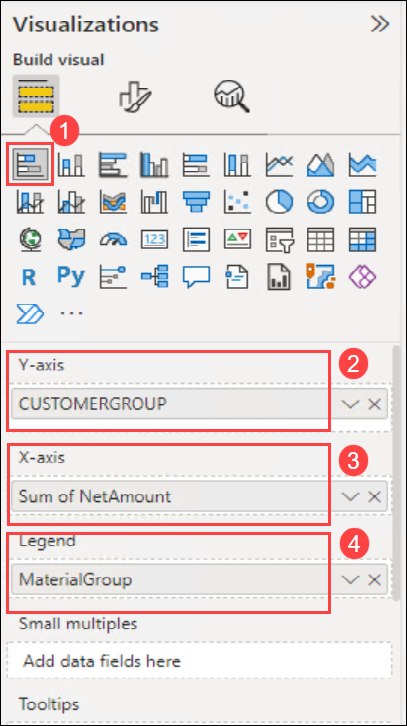 Visualizations
Build visual
1
123
R
Py
Y-axis
2
CUSTOMERGROUP
X-axis
3
Sum of NetAmount
Legend
4
MaterialGroup
Small multiples
Add data fields here
Tooltips